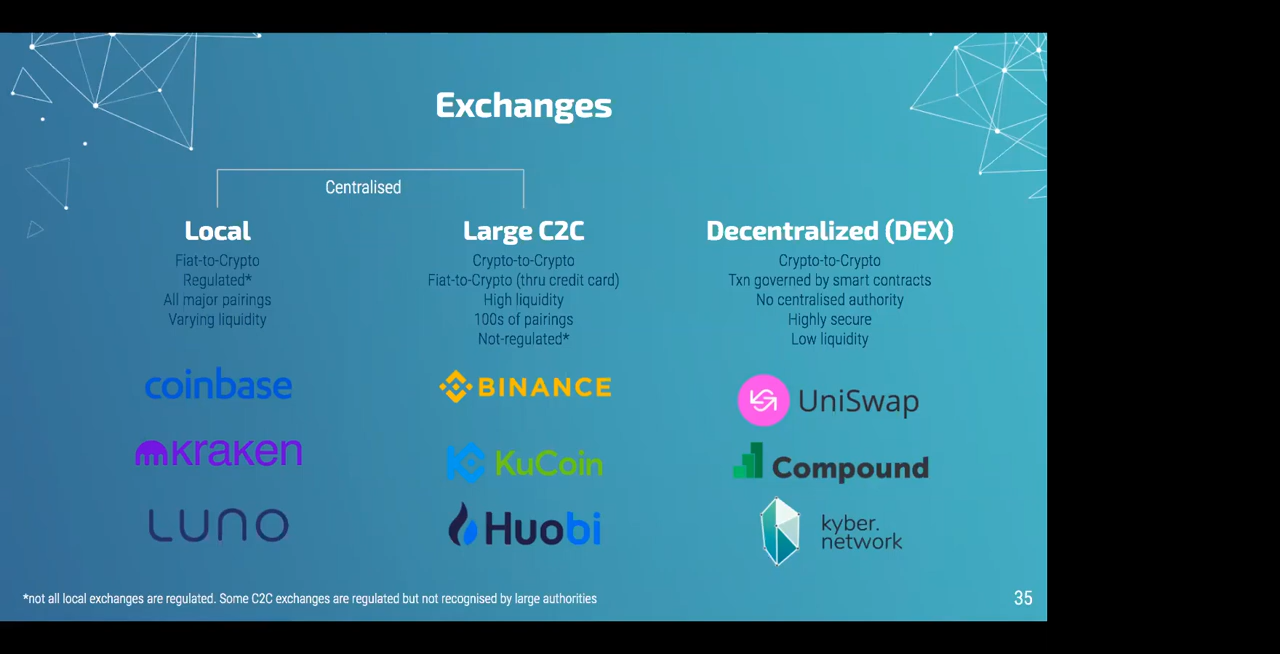 Exchanges
Centralised
Local
Fiat-to-Crypto
Regulated*
All major pairings
Varying liquidity
coinbase
kraken
LUNO
Large C2C
Crypto-to-Crypto
Fiat-to-Crypto (thru credit card)
High liquidity
100s of pairings
Not-regulated*
BINANCE
KuCoin
Huobi
Decentralized (DEX)
Crypto-to-Crypto
Txn governed by smart contracts
No centralised authority
Highly secure
Low liquidity
UniSwap
Compound
kyber.
network
*not all local exchanges are regulated. Some C2C exchanges are regulated but not recognised by large authorities
35